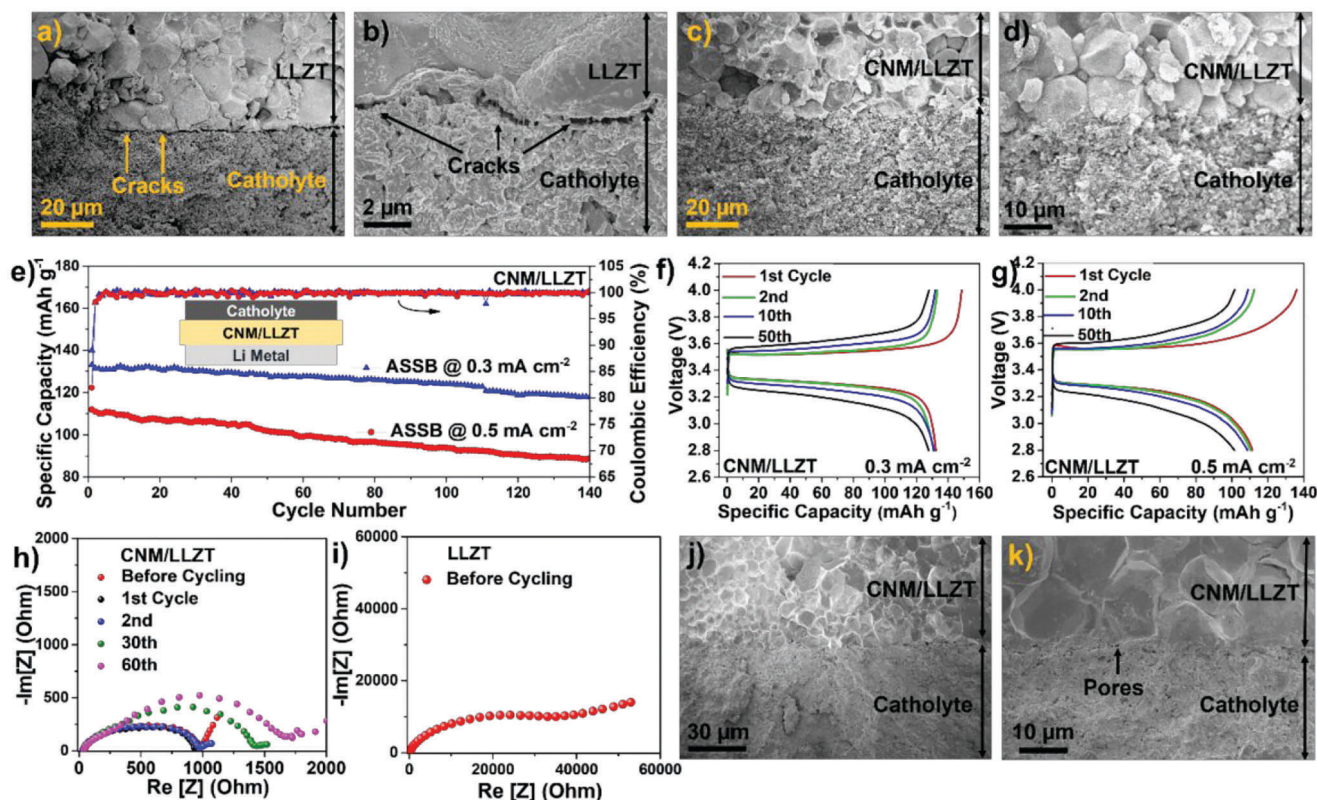 a)
LLZT
Cracks
Catholyte
20 µm
b)
LLZT
Cracks
Catholyte
2 µm
c)
CNM/LLZT
Catholyte
20 µm
d)
CNM/LLZT
Catholyte
10 µm
e)
Specific Capacity (mAh g⁻¹)
180
160
140
120
100
80
CNM/LLZT
Catholyte
CNM/LLZT
Li Metal
ASSB @ 0.3 mA cm⁻²
ASSB @ 0.5 mA cm⁻²
105
100
95
90
85
80
75
70
65
Coulombic Efficiency (%)
0 20 40 60 80 100 120 140
Cycle Number
f)
Voltage (V)
4.2
4.0
3.8
3.6
3.4
3.2
3.0
2.8
2.6
1st Cycle
2nd
10th
50th
CNM/LLZT 0.3 mA cm⁻²
0 20 40 60 80 100 120 140 160
Specific Capacity (mAh g⁻¹)
g)
Voltage (V)
4.2
4.0
3.8
3.6
3.4
3.2
3.0
2.8
2.6
1st Cycle
2nd
10th
50th
CNM/LLZT 0.5 mA cm⁻²
0 20 40 60 80 100 120 140
Specific Capacity (mAh g⁻¹)
h)
-Im[Z] (Ohm)
2000
1750
1500
1250
1000
750
500
250
0
CNM/LLZT
Before Cycling
1st Cycle
2nd
30th
60th
0 500 1000 1500 2000
Re [Z] (Ohm)
i)
-Im[Z] (Ohm)
60000
40000
20000
0
LLZT
Before Cycling
0 20000 40000 60000
Re [Z] (Ohm)
j)
CNM/LLZT
Catholyte
30 µm
k)
CNM/LLZT
Pores
Catholyte
10 µm